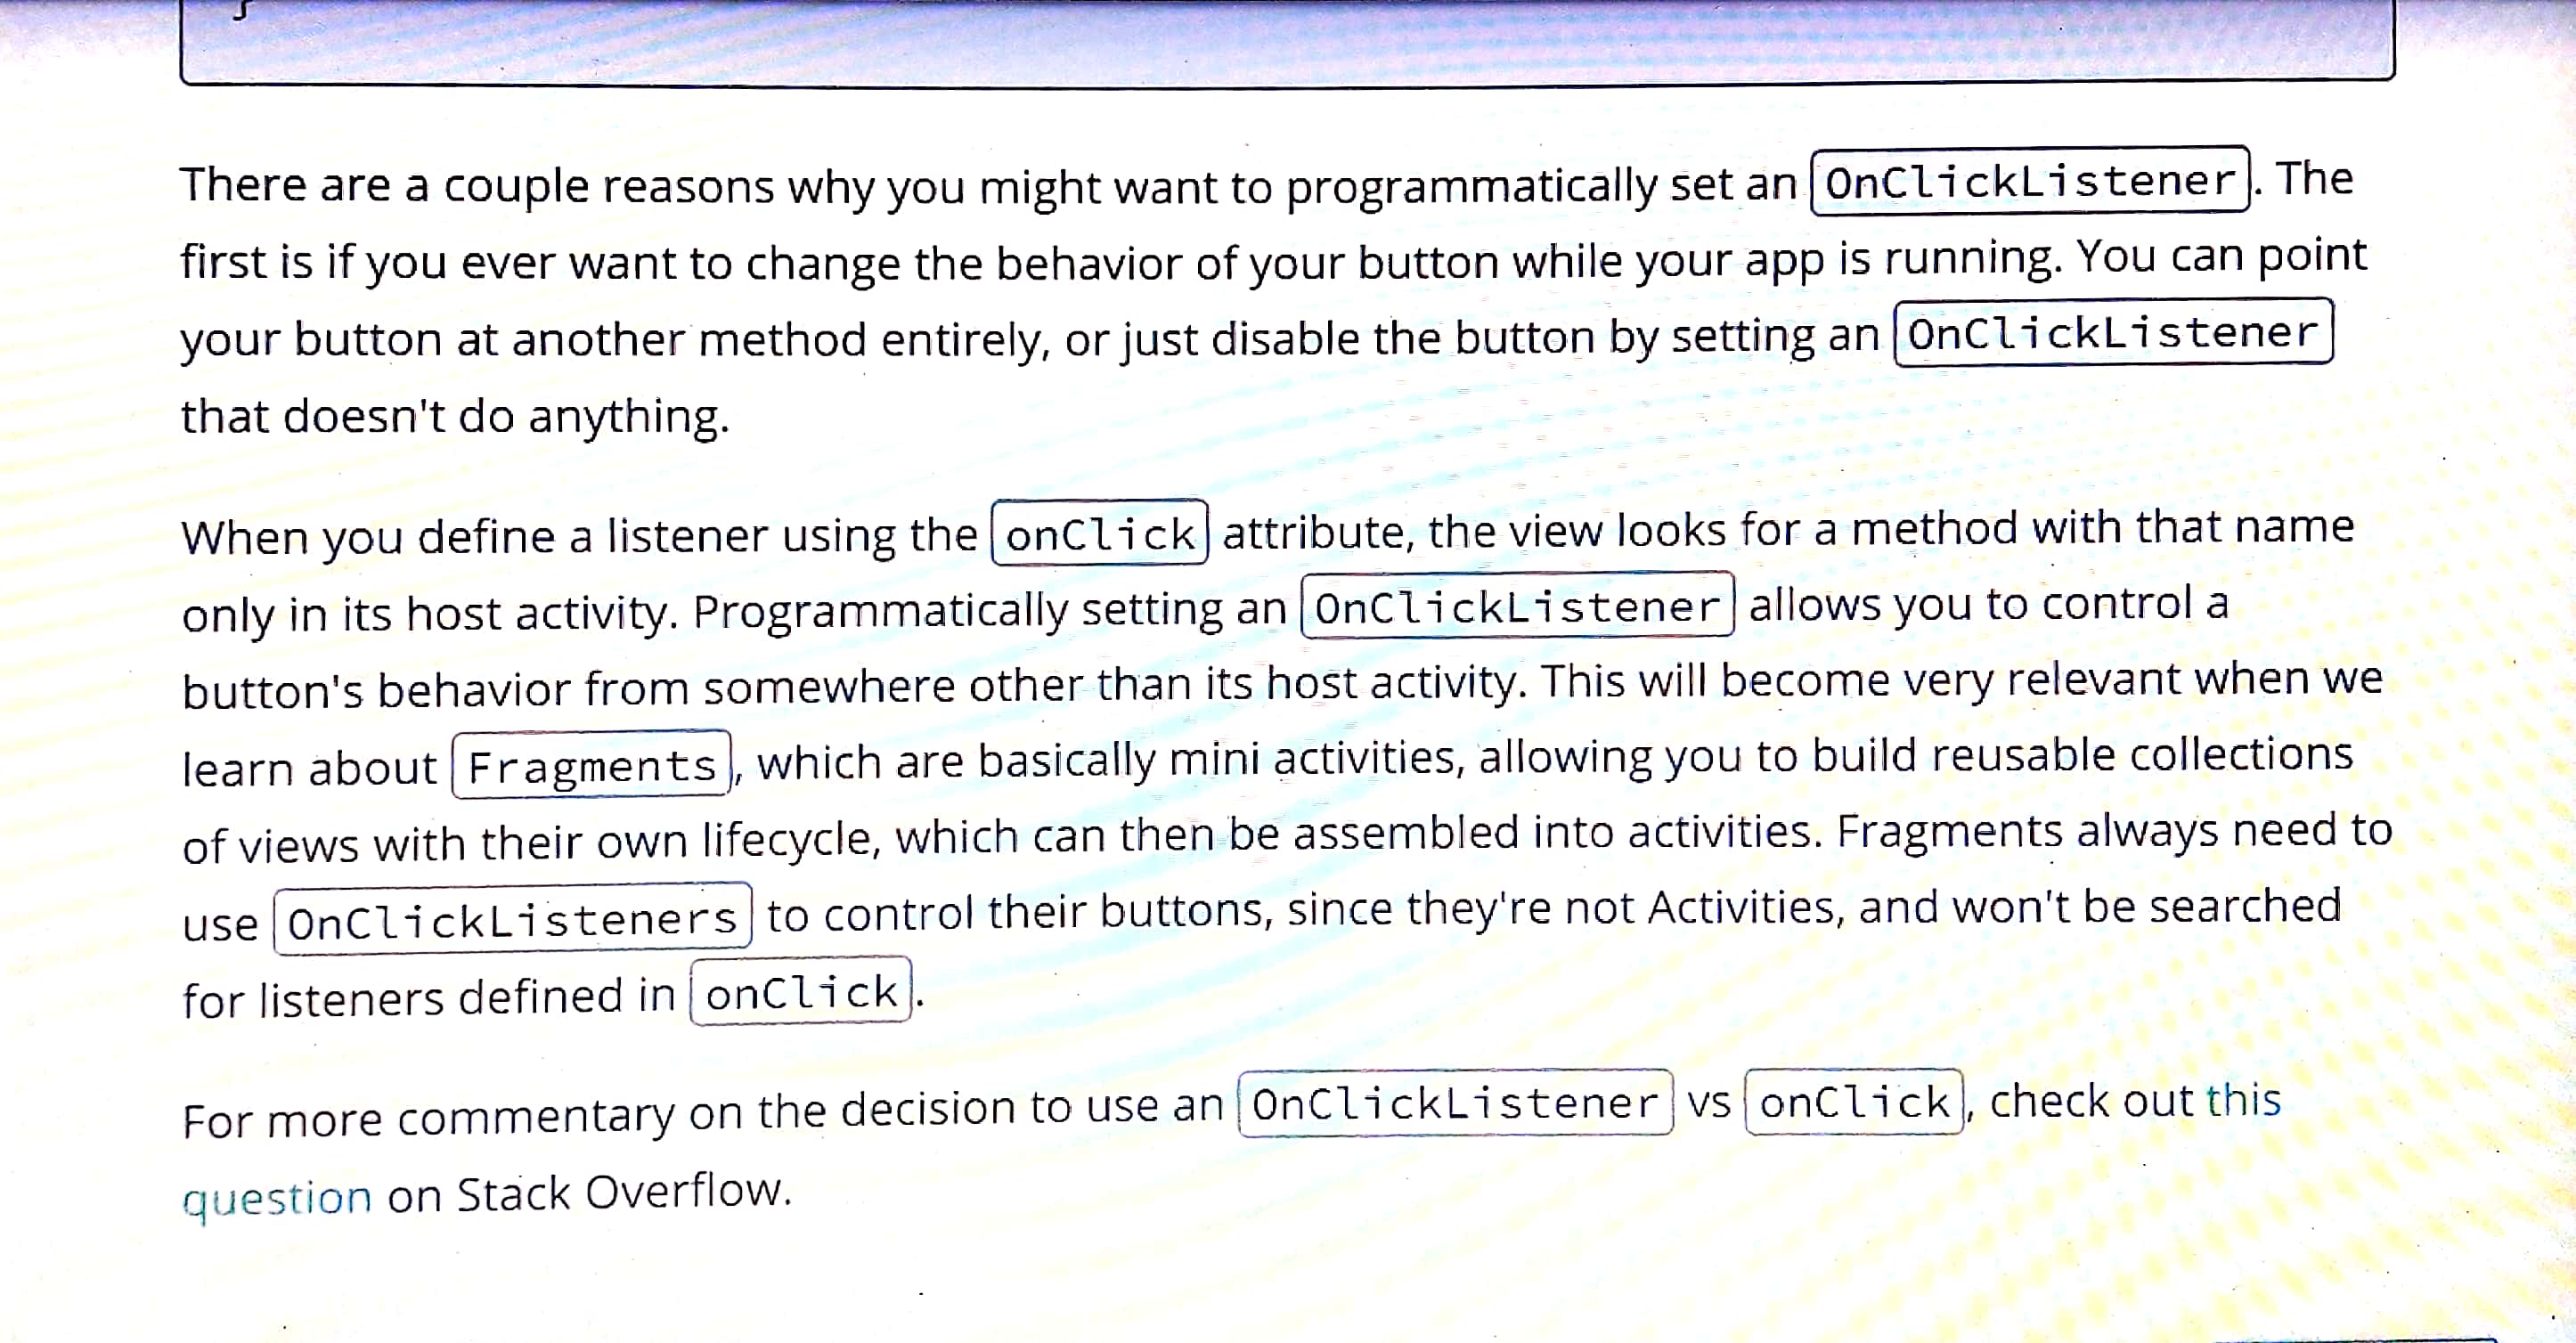 }
There are a couple reasons why you might want to programmatically set an OnClickListener. The
first is if you ever want to change the behavior of your button while your app is running. You can point
your button at another method entirely, or just disable the button by setting an OnClickListener
that doesn't do anything.
When you define a listener using the onClick attribute, the view looks for a method with that name
only in its host activity. Programmatically setting an OnClickListener allows you to control a
button's behavior from somewhere other than its host activity. This will become very relevant when we
learn about Fragments, which are basically mini activities, allowing you to build reusable collections
of views with their own lifecycle, which can then be assembled into activities. Fragments always need to
use OnClickListeners to control their buttons, since they're not Activities, and won't be searched
for listeners defined in onClick.
For more commentary on the decision to use an OnClickListener vs onClick, check out this
question on Stack Overflow.